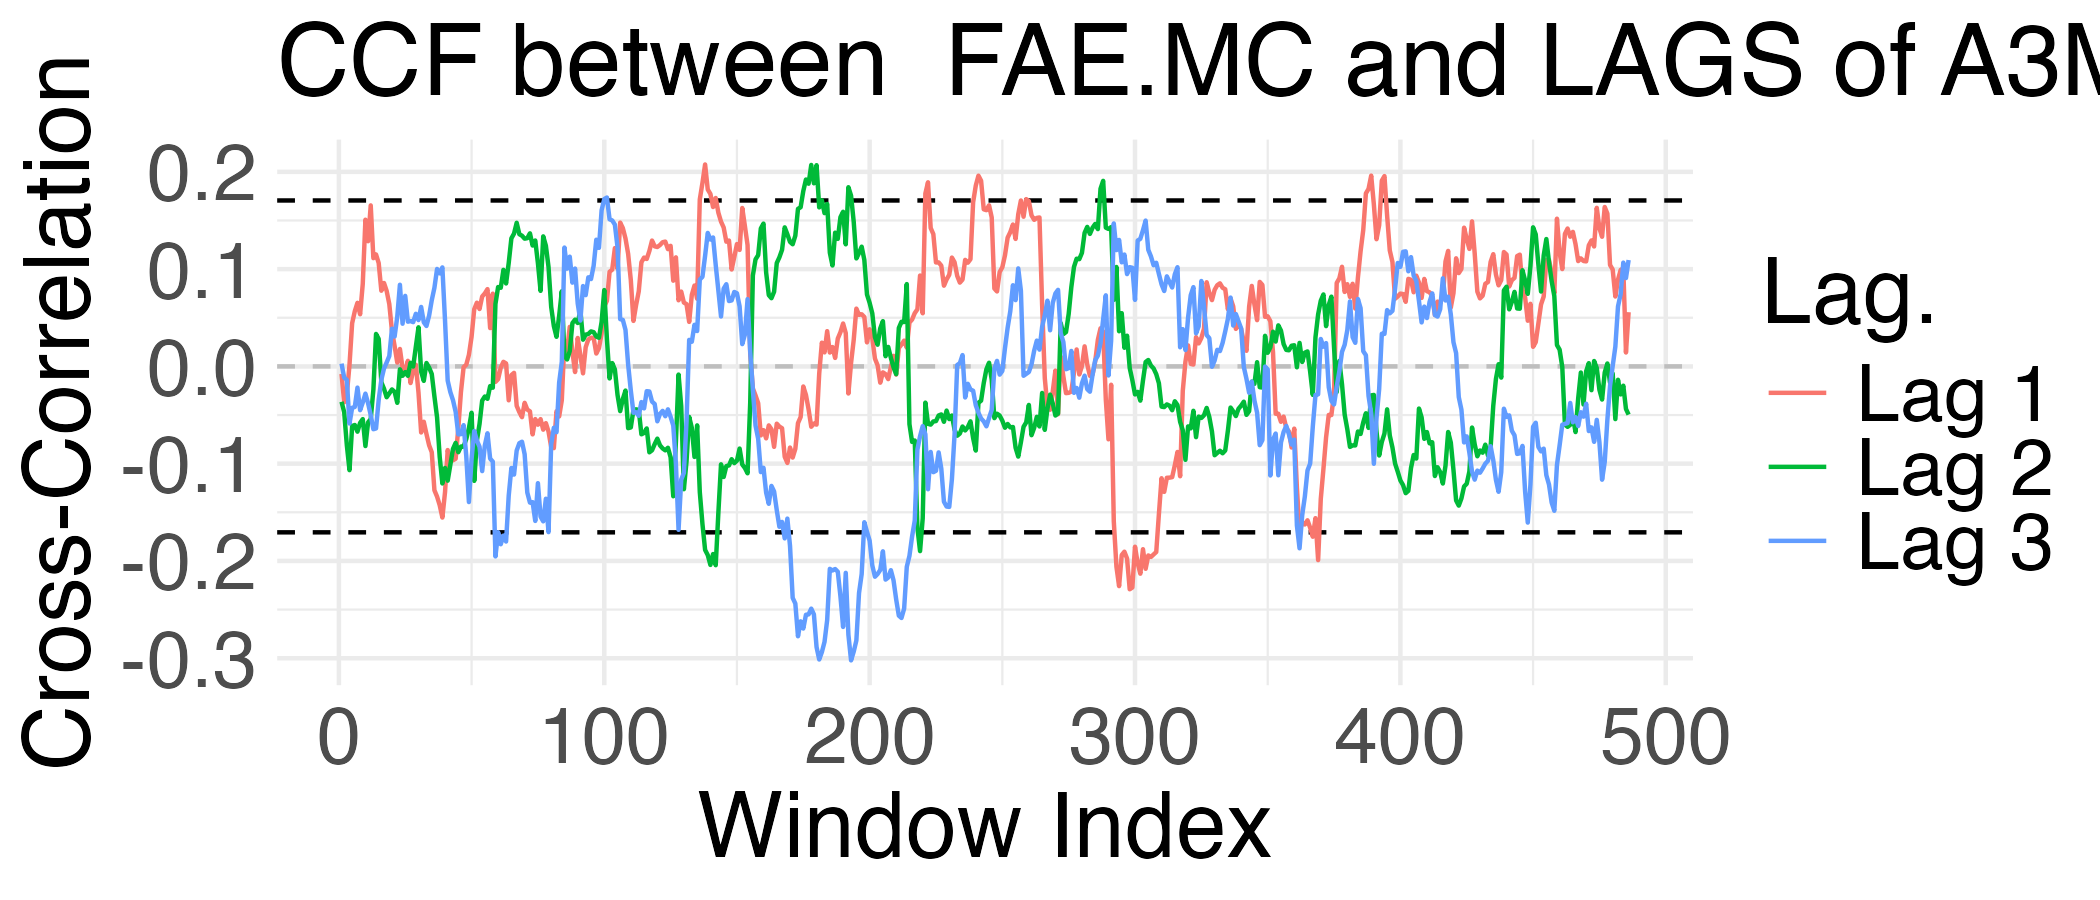 CCF between  FAE.MC and LAGS of A3M
Cross-Correlation
0.2
0.1
0.0
-0.1
-0.2
-0.3
0 100 200 300 400 500
Window Index
Lag.
Lag 1
Lag 2
Lag 3